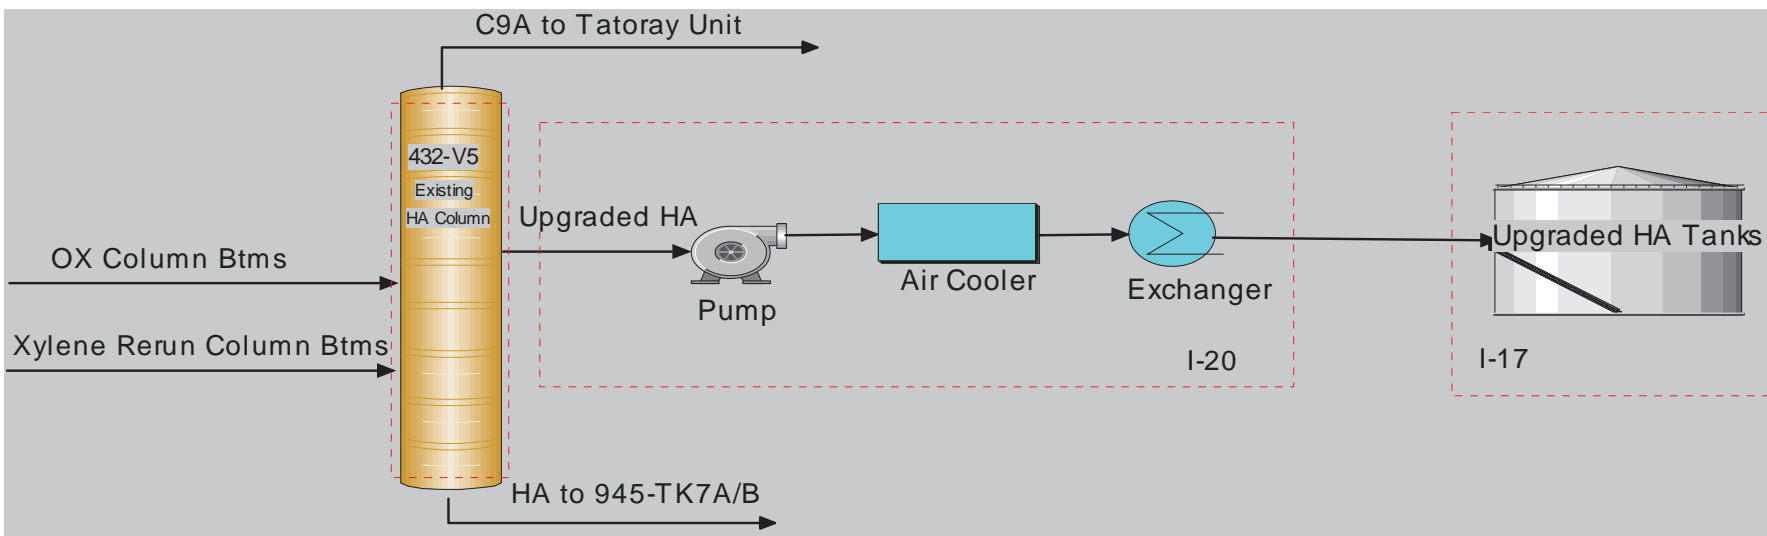 C9A to Tatoray Unit
432-V5
Existing
HA Column
Upgraded HA
OX Column Btms
Xylene Rerun Column Btms
Pump
Air Cooler
Exchanger
I-20
Upgraded HA Tanks
I-17
HA to 945-TK7A/B